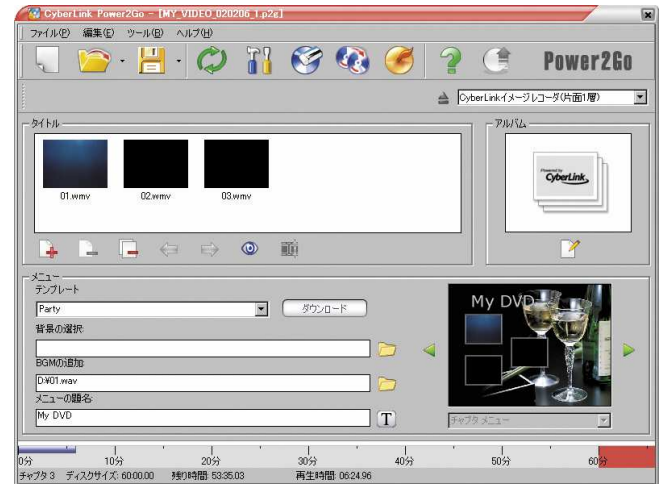 CyberLink Power2Go - [MY_VIDEO_020206_1.p2g]
ファイル(F) 編集(E) ツール(B) ヘルプ(H)
Power2Go
CyberLinkイメージレコーダ(片面1層)
タイトル
アルバム
01.wmv 02.wmv 03.wmv
Powered by
CyberLink
メニュー
テンプレート
Party
ダウンロード
背景の選択:
BGMの追加:
D:¥01.wav
メニューの題名:
My DVD
T
My DVD
チャプタ メニュー
0分 10分 20分 30分 40分 50分 60分
チャプタ 3 ディスクサイズ: 60:00.00 残り時間: 53:35.03 再生時間: 06:24.96